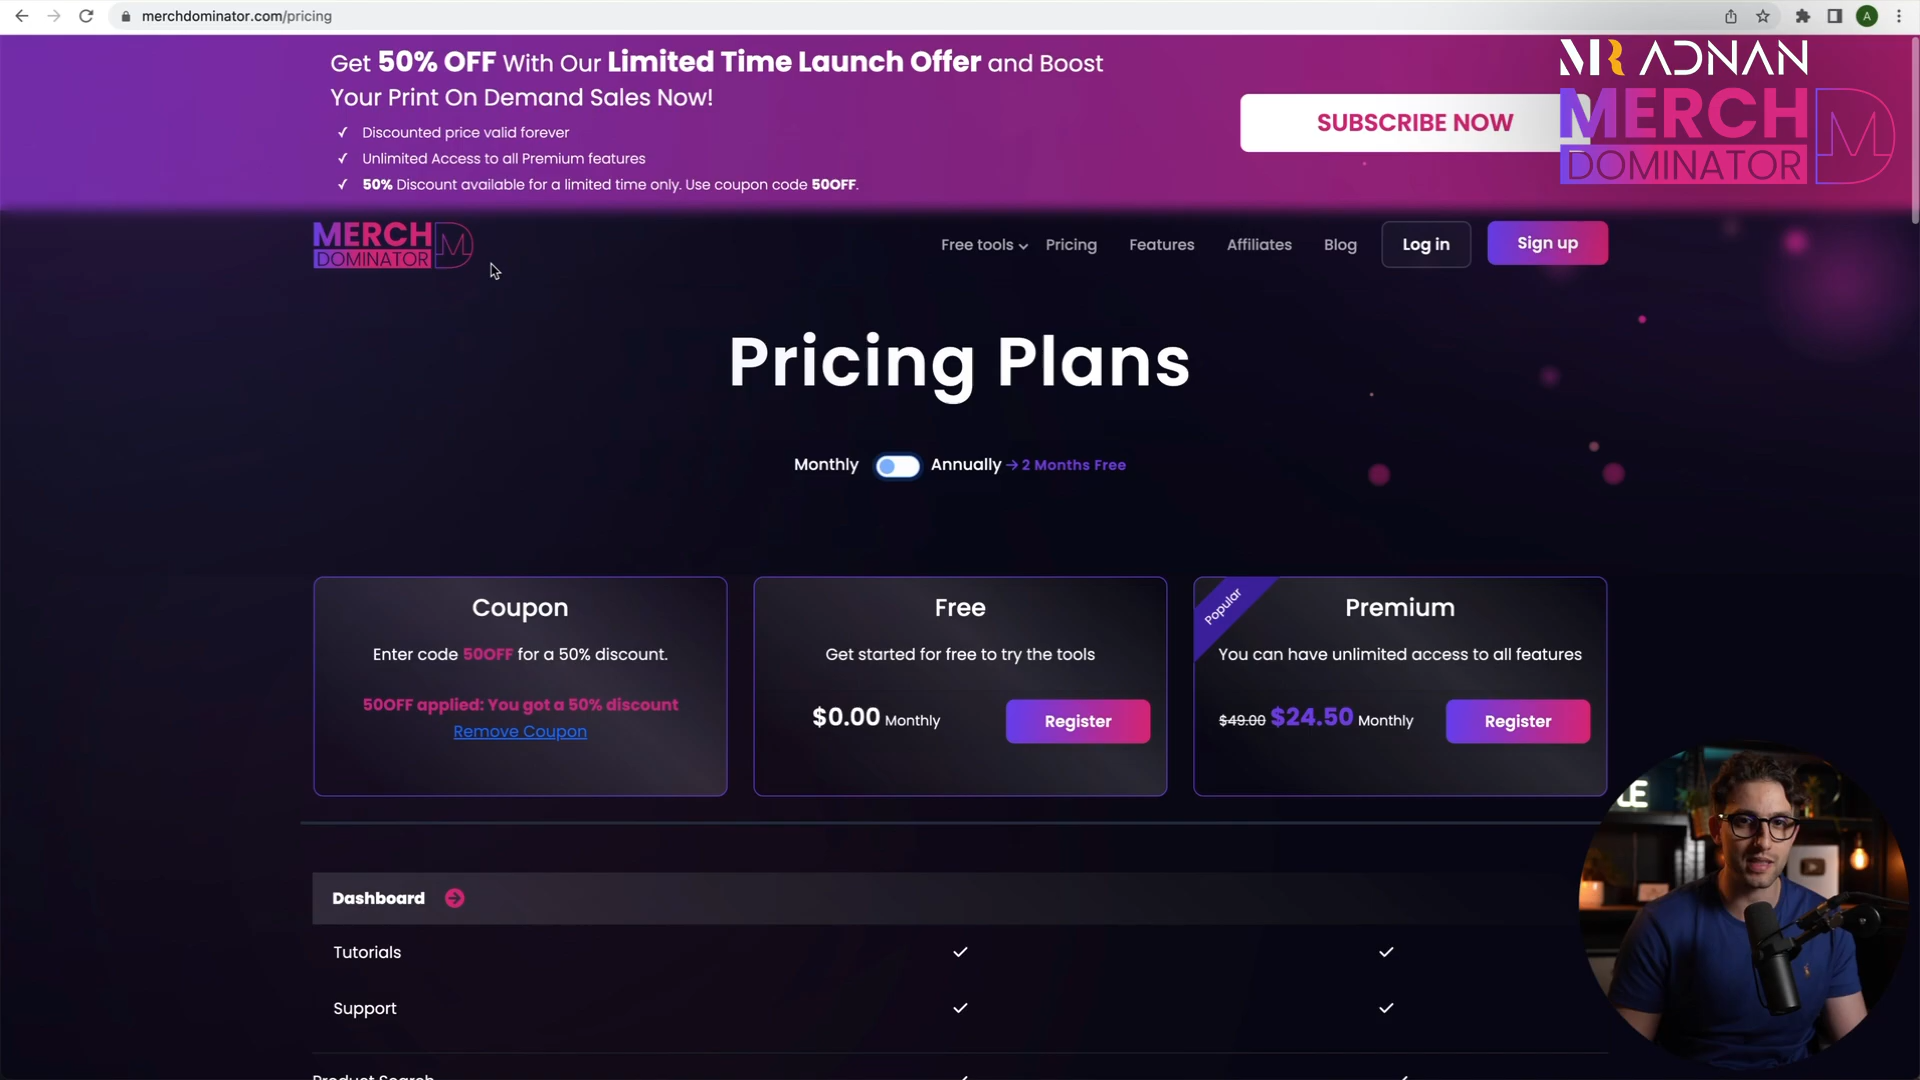 merchdominator.com/pricing
A
Get 50% OFF With Our Limited Time Launch Offer and Boost
Your Print On Demand Sales Now!
✓ Discounted price valid forever
✓ Unlimited Access to all Premium features
✓ 50% Discount available for a limited time only. Use coupon code 50OFF.
SUBSCRIBE NOW
MR ADNAN
MERCH
DOMINATOR
MERCH
DOMINATOR
Free tools
Pricing
Features
Affiliates
Blog
Log in
Sign up
Pricing Plans
Monthly
Annually → 2 Months Free
Coupon
Enter code 50OFF for a 50% discount.
50OFF applied: You got a 50% discount
Remove Coupon
Free
Get started for free to try the tools
$0.00 Monthly
Register
Popular
Premium
You can have unlimited access to all features
$49.00 $24.50 Monthly
Register
Dashboard
Tutorials
Support
Product Search